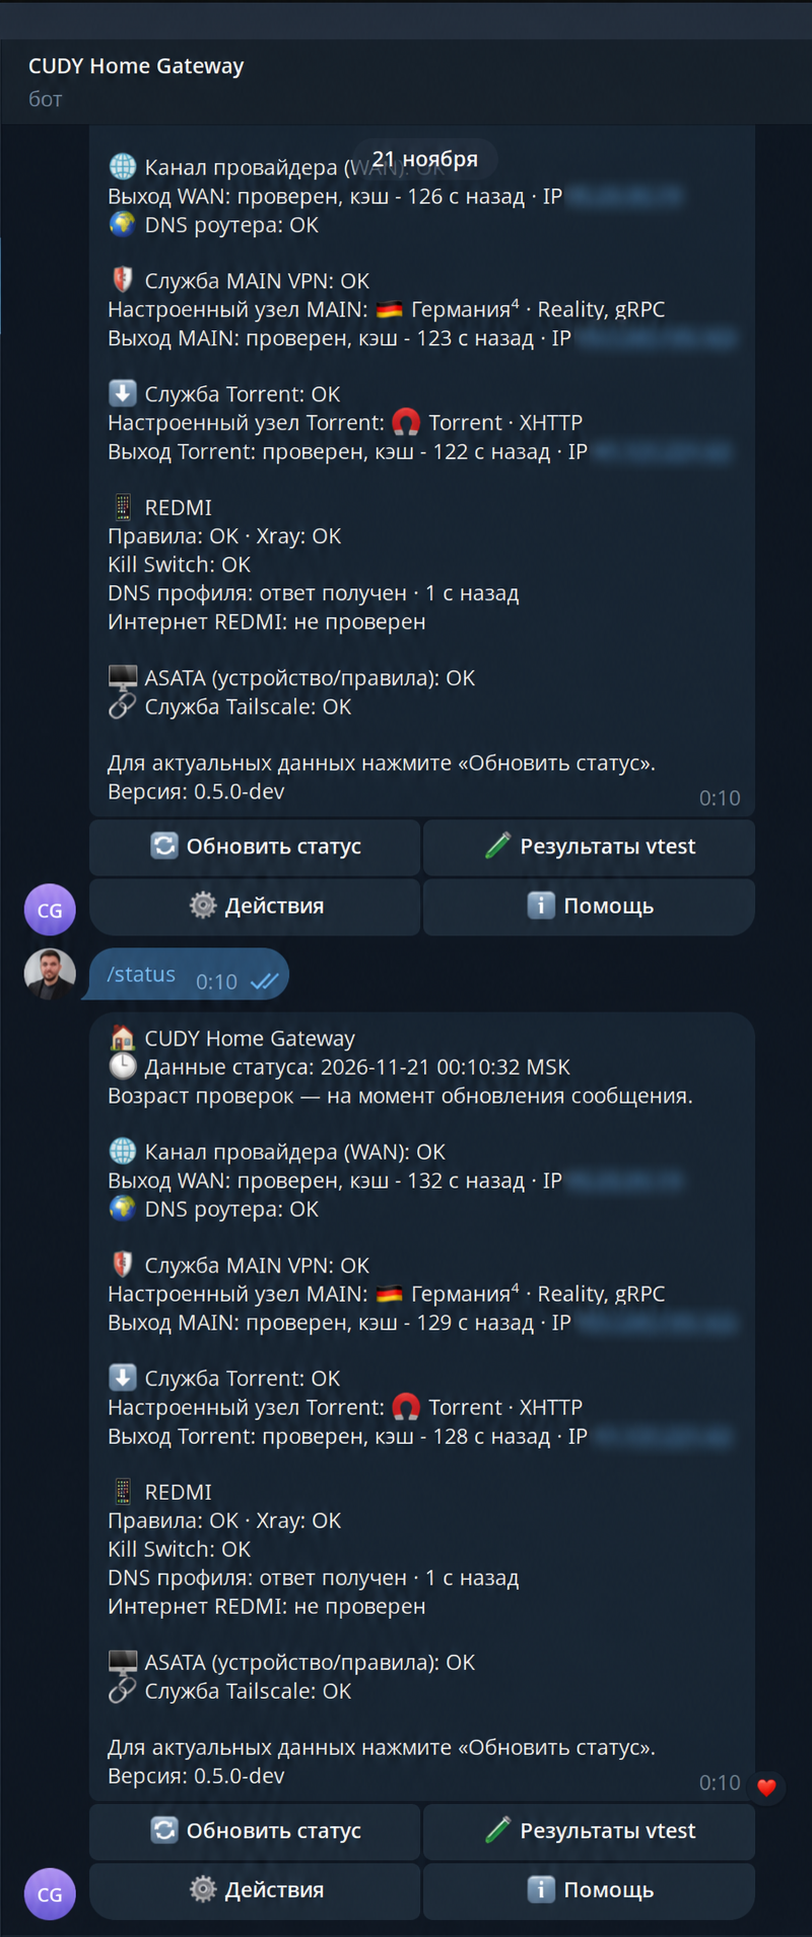 CUDY Home Gateway
бот
21 ноября
🌐 Канал провайдера (WAN): OK
Выход WAN: проверен, кэш - 126 с назад · IP
🌍 DNS роутера: OK
🛡 Служба MAIN VPN: OK
Настроенный узел MAIN: 🇩🇪 Германия⁴ · Reality, gRPC
Выход MAIN: проверен, кэш - 123 с назад · IP
⬇️ Служба Torrent: OK
Настроенный узел Torrent: 🧲 Torrent · XHTTP
Выход Torrent: проверен, кэш - 122 с назад · IP
📱 REDMI
Правила: OK · Xray: OK
Kill Switch: OK
DNS профиля: ответ получен · 1 с назад
Интернет REDMI: не проверен
🖥 ASATA (устройство/правила): OK
🔗 Служба Tailscale: OK
Для актуальных данных нажмите «Обновить статус».
Версия: 0.5.0-dev
0:10
🔄 Обновить статус
🧪 Результаты vtest
⚙️ Действия
ℹ️ Помощь
CG
/status 0:10
🏠 CUDY Home Gateway
🕒 Данные статуса: 2026-11-21 00:10:32 MSK
Возраст проверок — на момент обновления сообщения.
🌐 Канал провайдера (WAN): OK
Выход WAN: проверен, кэш - 132 с назад · IP
🌍 DNS роутера: OK
🛡 Служба MAIN VPN: OK
Настроенный узел MAIN: 🇩🇪 Германия⁴ · Reality, gRPC
Выход MAIN: проверен, кэш - 129 с назад · IP
⬇️ Служба Torrent: OK
Настроенный узел Torrent: 🧲 Torrent · XHTTP
Выход Torrent: проверен, кэш - 128 с назад · IP
📱 REDMI
Правила: OK · Xray: OK
Kill Switch: OK
DNS профиля: ответ получен · 1 с назад
Интернет REDMI: не проверен
🖥 ASATA (устройство/правила): OK
🔗 Служба Tailscale: OK
Для актуальных данных нажмите «Обновить статус».
Версия: 0.5.0-dev
0:10
🔄 Обновить статус
🧪 Результаты vtest
⚙️ Действия
ℹ️ Помощь
CG